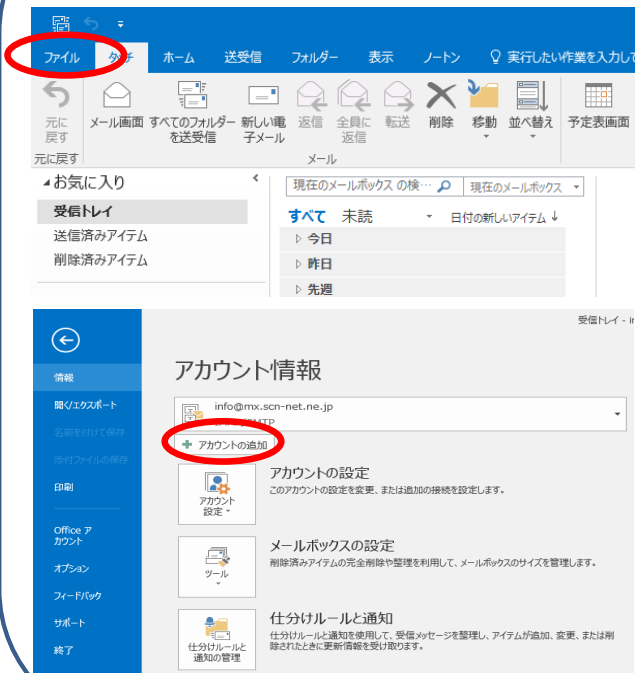 ファイル タッチ ホーム 送受信 フォルダー 表示 ノートン 実行したい作業を入力して
元に戻す
メール画面
すべてのフォルダーを送受信
新しい電子メール
返信
全員に返信
転送
削除
移動
並べ替え
予定表画面
元に戻す メール
お気に入り
受信トレイ
送信済みアイテム
削除済みアイテム
現在のメールボックス の検… 現在のメールボックス
すべて 未読 日付の新しいアイテム ↓
今日
昨日
先週
受信トレイ - in
情報
開く/エクスポート
名前を付けて保存
添付ファイルの保存
印刷
Office ア
カウント
オプション
フィードバック
サポート
終了
アカウント情報
info@mx.scn-net.ne.jp
アカウントの追加
アカウント
設定
アカウントの設定
このアカウントの設定を変更、または追加の接続を設定します。
ツール
メールボックスの設定
削除済みアイテムの完全削除や整理を利用して、メールボックスのサイズを管理します。
仕分けルールと
通知の管理
仕分けルールと通知
仕分けルールと通知を使用して、受信メッセージを整理し、アイテムが追加、変更、または削
除されたときに更新情報を受け取ります。